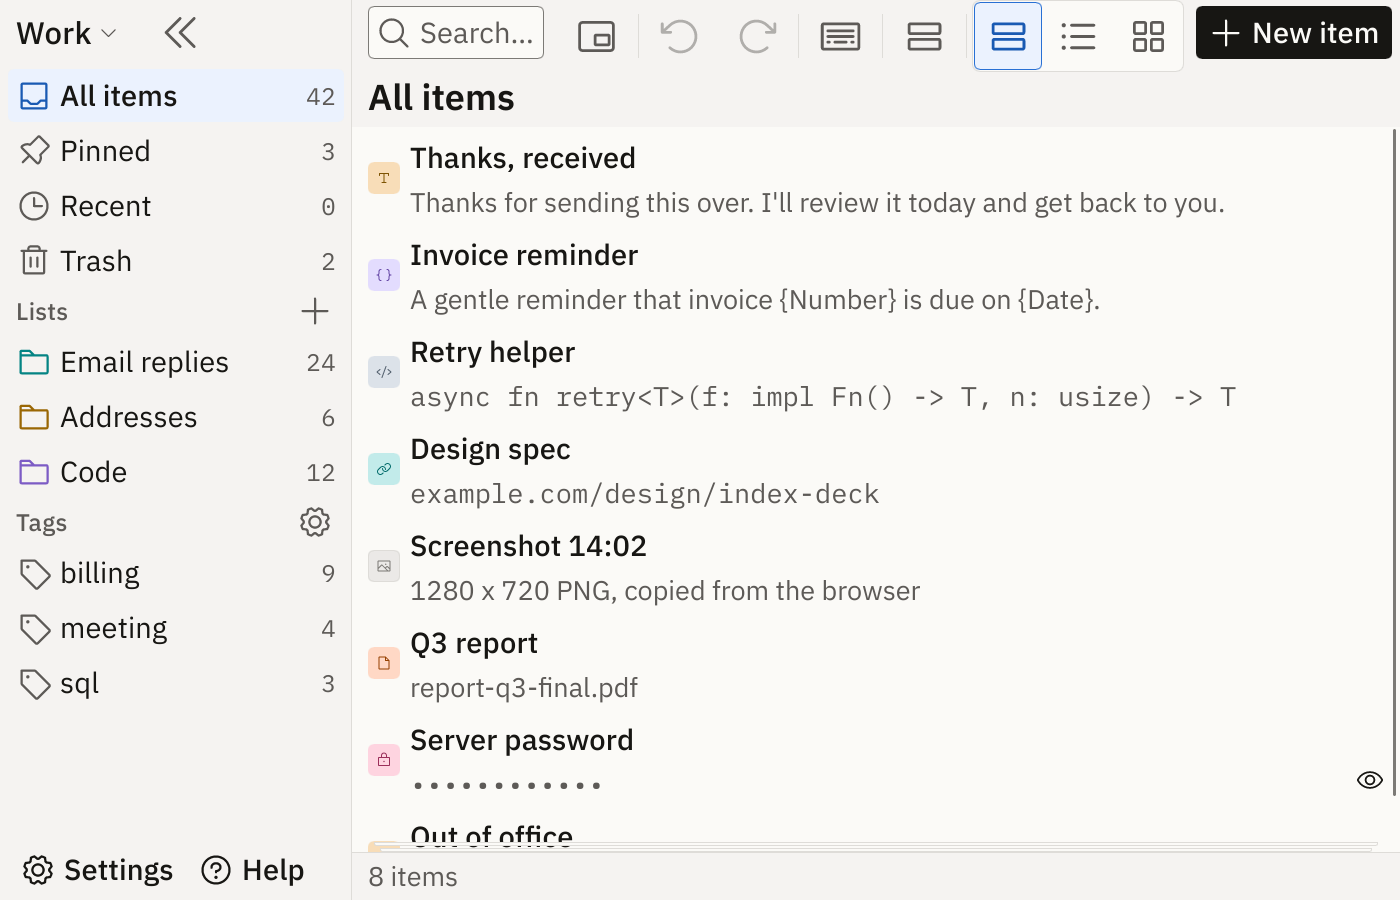 Work
Search...
New item
All items 42
Pinned 3
Recent 0
Trash 2
Lists
Email replies 24
Addresses 6
Code 12
Tags
billing 9
meeting 4
sql 3
Settings
Help
All items
T
Thanks, received
Thanks for sending this over. I'll review it today and get back to you.
{}
Invoice reminder
A gentle reminder that invoice {Number} is due on {Date}.
</>
Retry helper
async fn retry<T>(f: impl Fn() -> T, n: usize) -> T
Design spec
example.com/design/index-deck
Screenshot 14:02
1280 x 720 PNG, copied from the browser
Q3 report
report-q3-final.pdf
Server password
••••••••••••
Out of office
8 items